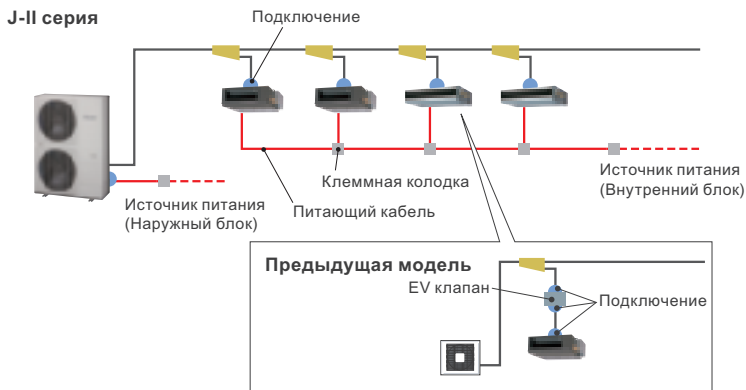 J-II серия
Подключение
Источник питания
(Наружный блок)
Клеммная колодка
Питающий кабель
Источник питания
(Внутренний блок)
Предыдущая модель
EV клапан
Подключение